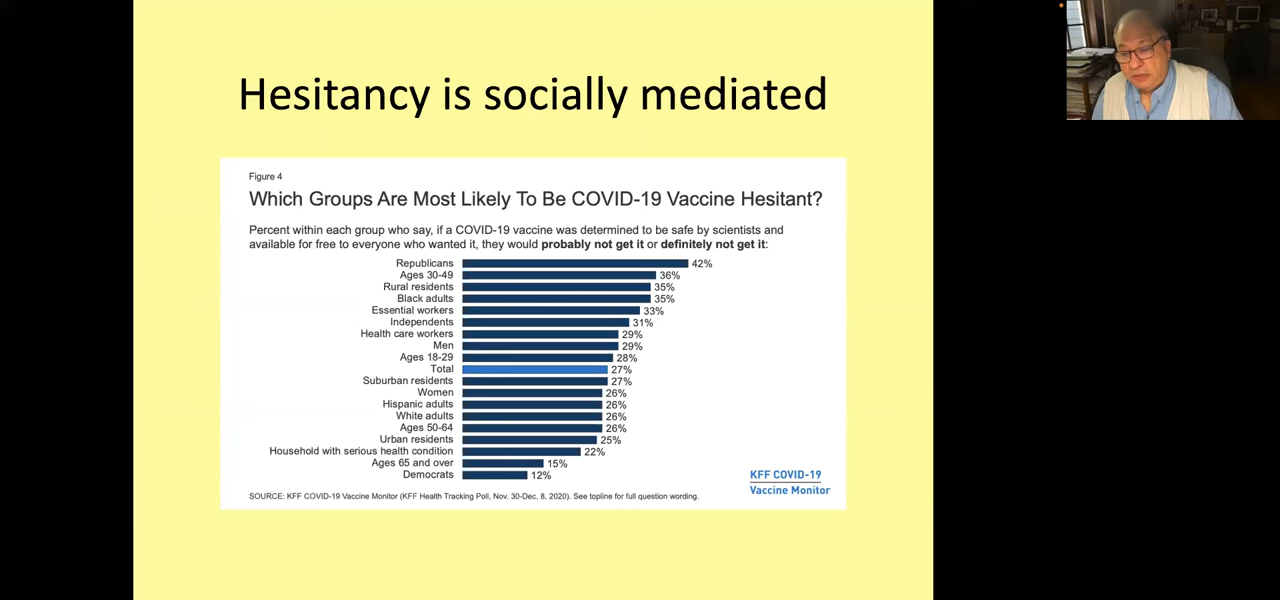 Hesitancy is socially mediated
Figure 4
Which Groups Are Most Likely To Be COVID-19 Vaccine Hesitant?
Percent within each group who say, if a COVID-19 vaccine was determined to be safe by scientists and
available for free to everyone who wanted it, they would probably not get it or definitely not get it:
Republicans 42%
Ages 30-49 36%
Rural residents 35%
Black adults 35%
Essential workers 33%
Independents 31%
Health care workers 29%
Men 29%
Ages 18-29 28%
Total 27%
Suburban residents 27%
Women 26%
Hispanic adults 26%
White adults 26%
Ages 50-64 26%
Urban residents 25%
Household with serious health condition 22%
Ages 65 and over 15%
Democrats 12%
KFF COVID-19
Vaccine Monitor
SOURCE: KFF COVID-19 Vaccine Monitor (KFF Health Tracking Poll, Nov. 30-Dec. 8, 2020). See topline for full question wording.